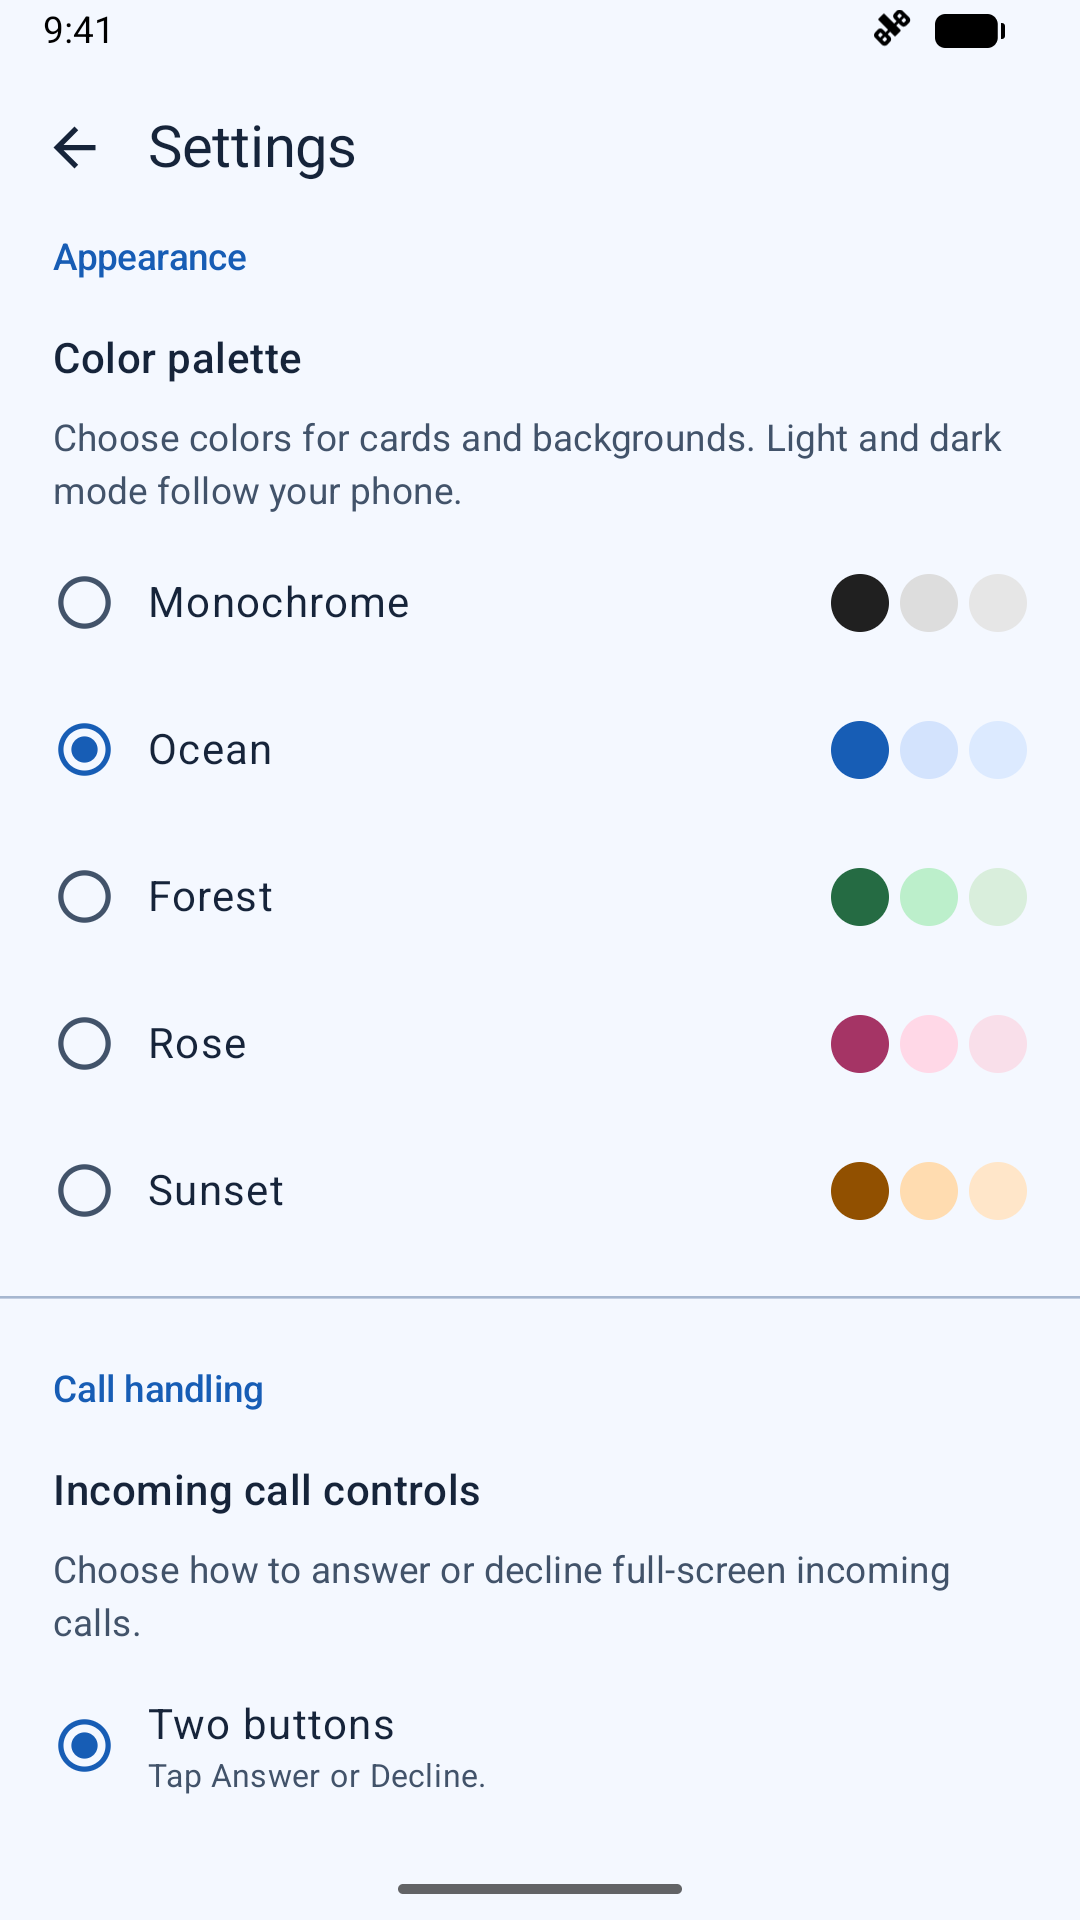 9:41
Settings
Appearance
Color palette
Choose colors for cards and backgrounds. Light and dark
mode follow your phone.
Monochrome
Ocean
Forest
Rose
Sunset
Call handling
Incoming call controls
Choose how to answer or decline full-screen incoming
calls.
Two buttons
Tap Answer or Decline.